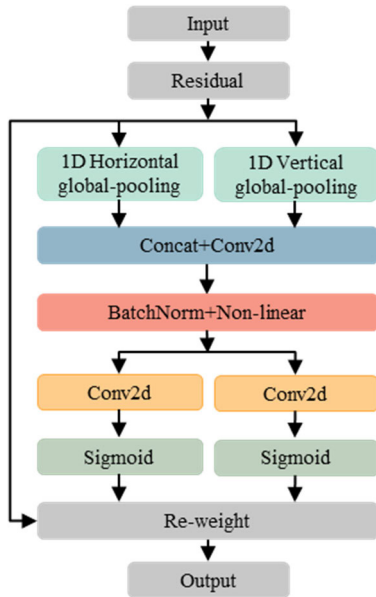 Input
Residual
1D Horizontal
global-pooling
1D Vertical
global-pooling
Concat+Conv2d
BatchNorm+Non-linear
Conv2d
Conv2d
Sigmoid
Sigmoid
Re-weight
Output